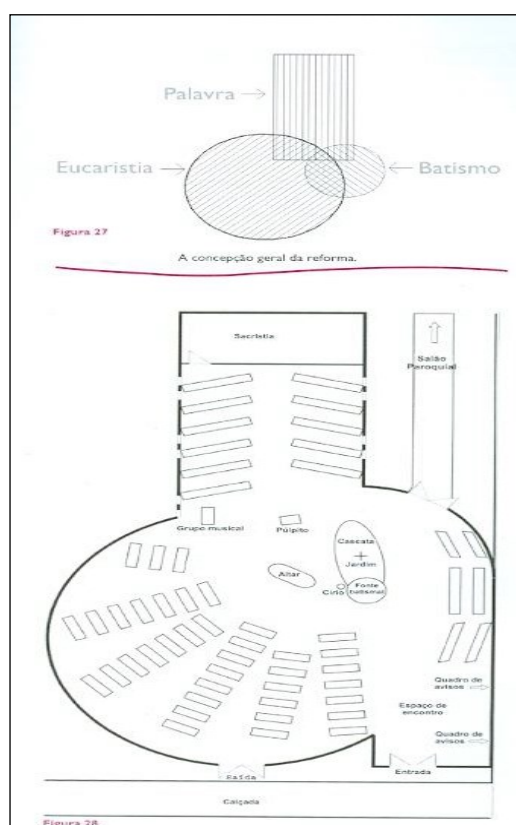 Palavra
Eucaristia
Batismo
Figura 27
A concepção geral da reforma.
Sacristia
Salão
Paroquial
Grupo musical
Púlpito
Cascata
Jardim
Altar
Círio
Fonte
batismal
Quadro de
avisos
Espaço de
encontro
Quadro de
avisos
Saída
Entrada
Calçada
Figura 28